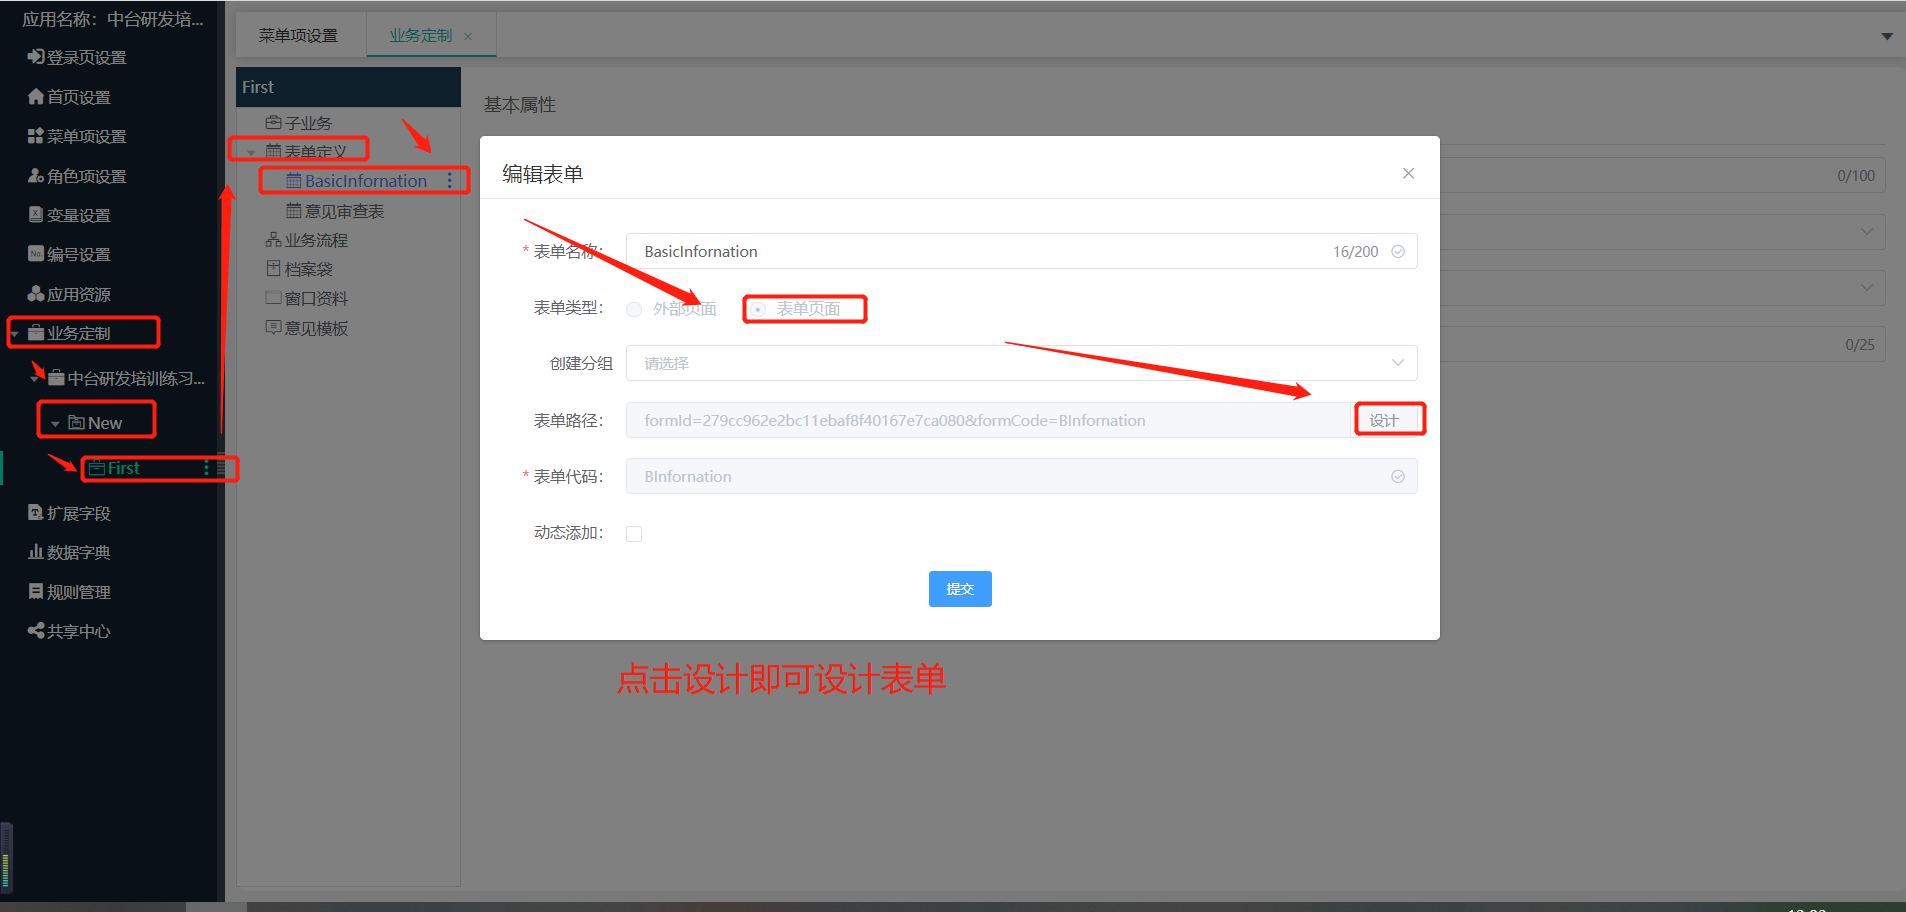 应用名称：中台研发培...
登录页设置
首页设置
菜单项设置
角色项设置
变量设置
编号设置
应用资源
业务定制
中台研发培训练习...
New
First
扩展字段
数据字典
规则管理
共享中心
菜单项设置
业务定制
First
子业务
表单定义
BasicInfornation
意见审查表
业务流程
档案袋
窗口资料
意见模板
基本属性
0/100
0/25
编辑表单
* 表单名称：
BasicInfornation
16/200
表单类型：
外部页面
表单页面
创建分组
请选择
表单路径：
formId=279cc962e2bc11ebaf8f40167e7ca080&formCode=BInfornation
设计
* 表单代码：
BInfornation
动态添加：
提交
点击设计即可设计表单